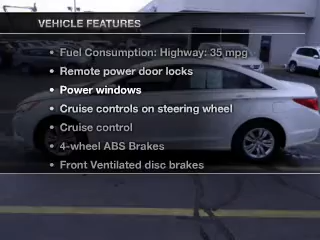 VEHICLE FEATURES
• Fuel Consumption: Highway: 35 mpg
• Remote power door locks
• Power windows
• Cruise controls on steering wheel
• Cruise control
• 4-wheel ABS Brakes
• Front Ventilated disc brakes